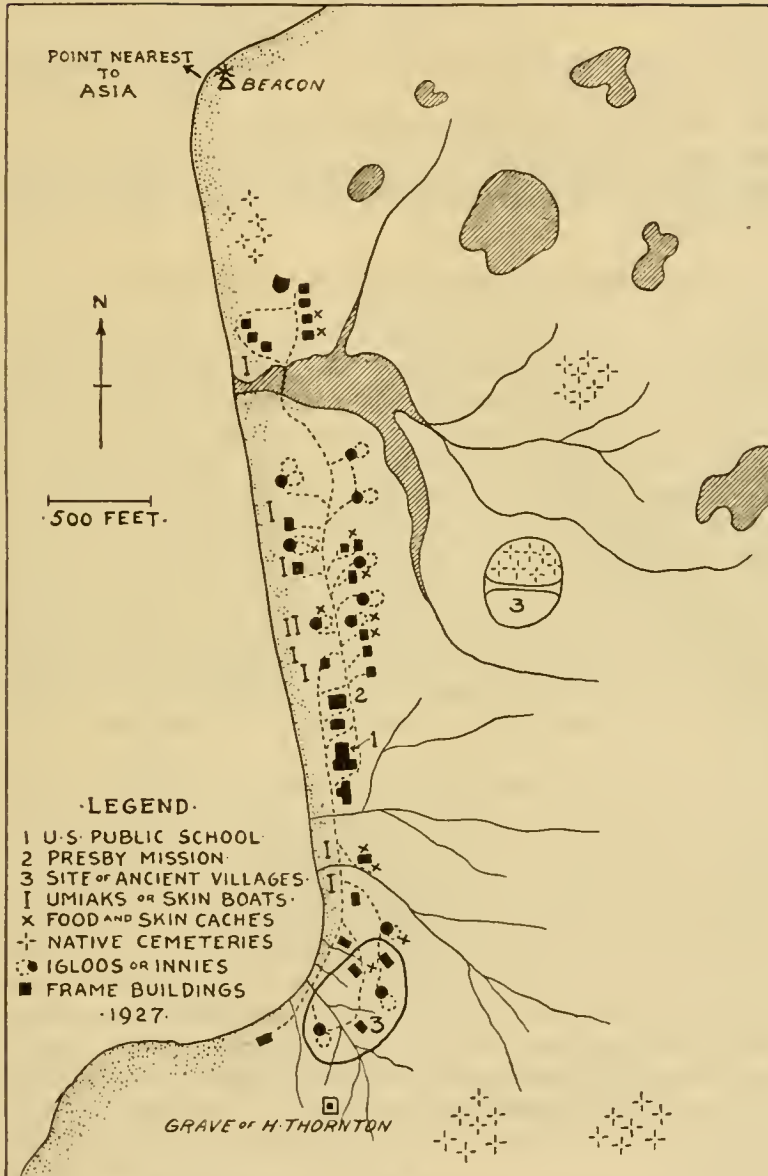 POINT NEAREST
TO
ASIA
BEACON
N
·500 FEET·
3
2
1
·LEGEND·
1 U·S· PUBLIC SCHOOL
2 PRESBY MISSION·
3 SITE OF ANCIENT VILLAGES·
I UMIAKS OR SKIN BOATS·
x FOOD AND SKIN CACHES
NATIVE CEMETERIES
IGLOOS OR INNIES
FRAME BUILDINGS
·1927·
3
GRAVE OF H·THORNTON